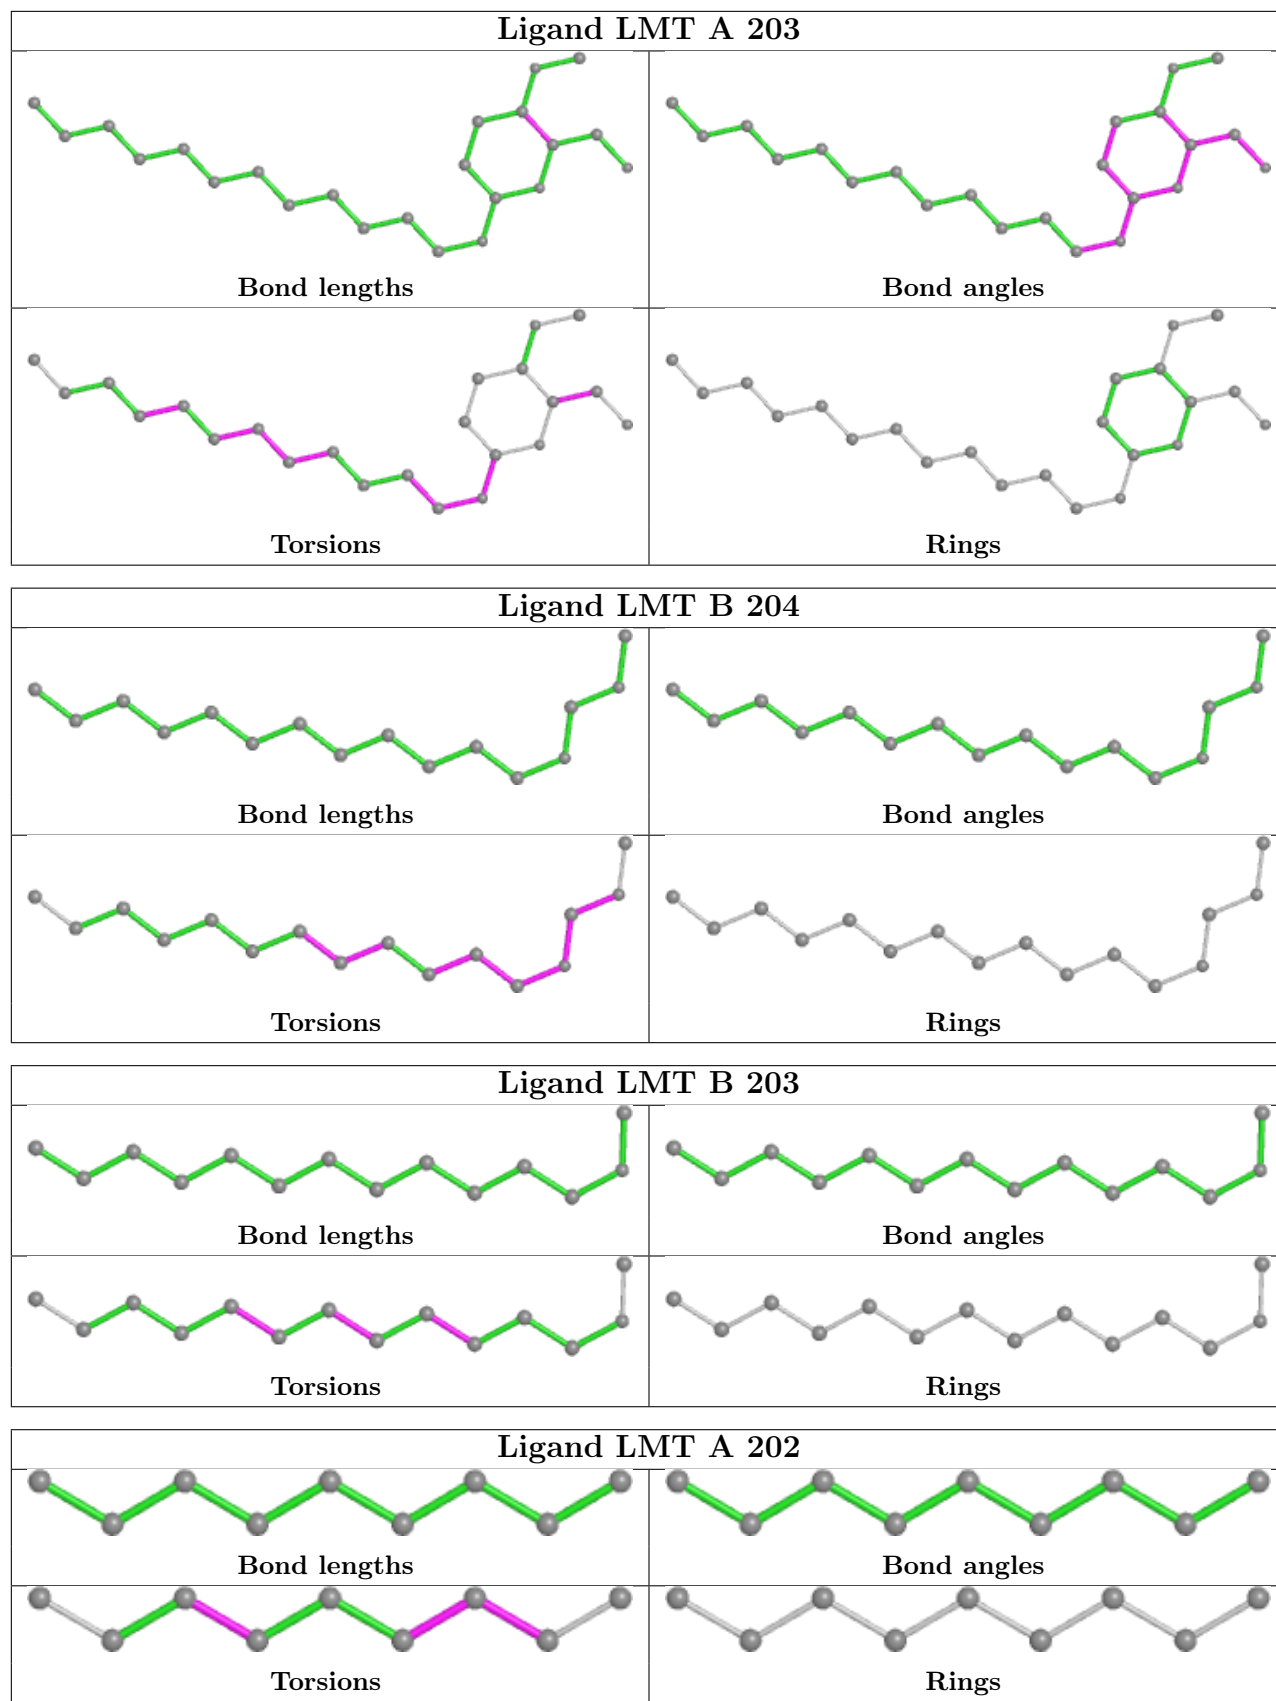 Ligand LMT A 203
Bond lengths
Bond angles
Torsions
Rings
Ligand LMT B 204
Bond lengths
Bond angles
Torsions
Rings
Ligand LMT B 203
Bond lengths
Bond angles
Torsions
Rings
Ligand LMT A 202
Bond lengths
Bond angles
Torsions
Rings